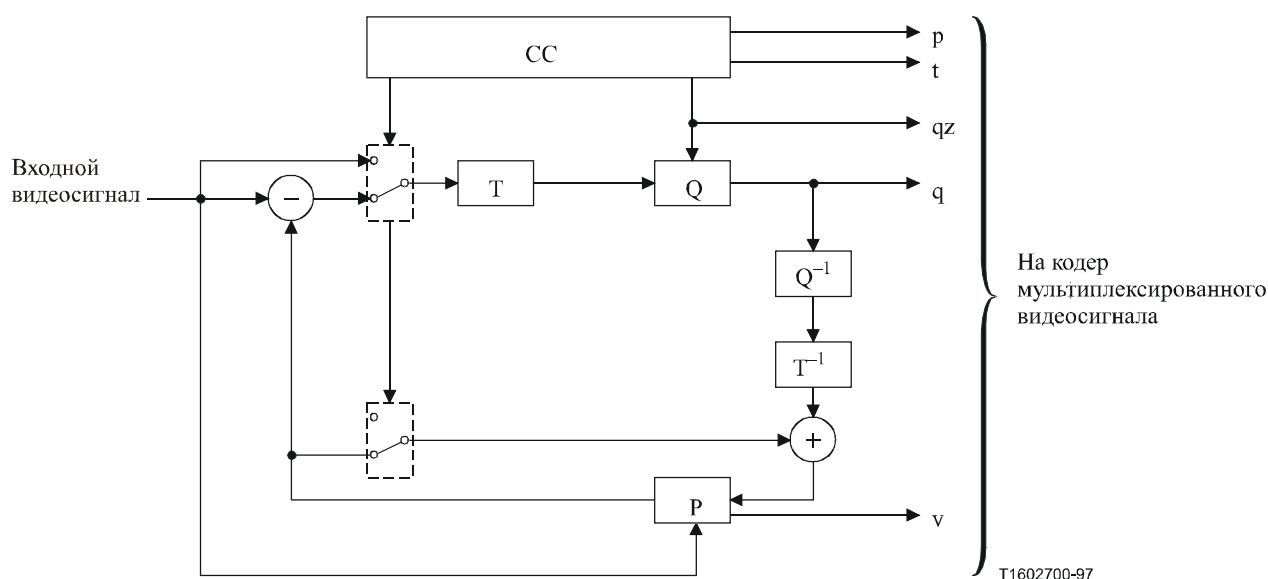 CC
p
t
qz
Входной
видеосигнал
−
T
Q
q
Q⁻¹
На кодер
мультиплексированного
видеосигнала
T⁻¹
+
P
v
T1602700-97